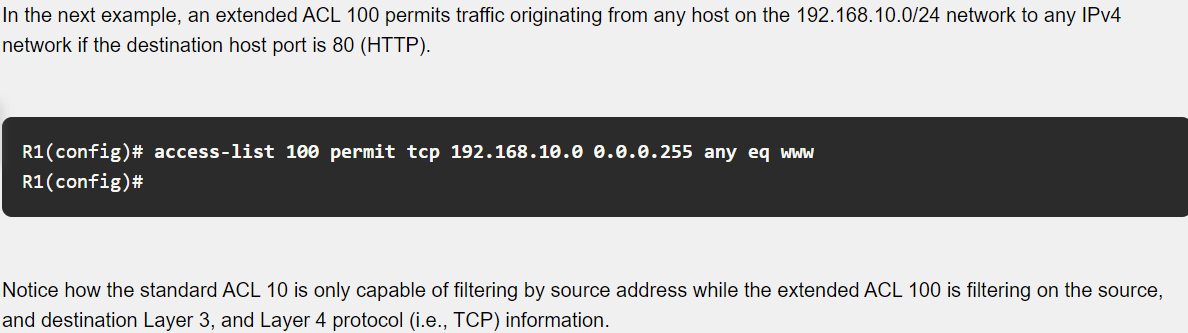 In the next example, an extended ACL 100 permits traffic originating from any host on the 192.168.10.0/24 network to any IPv4
network if the destination host port is 80 (HTTP).
R1(config)# access-list 100 permit tcp 192.168.10.0 0.0.0.255 any eq www
R1(config)#
Notice how the standard ACL 10 is only capable of filtering by source address while the extended ACL 100 is filtering on the source,
and destination Layer 3, and Layer 4 protocol (i.e., TCP) information.